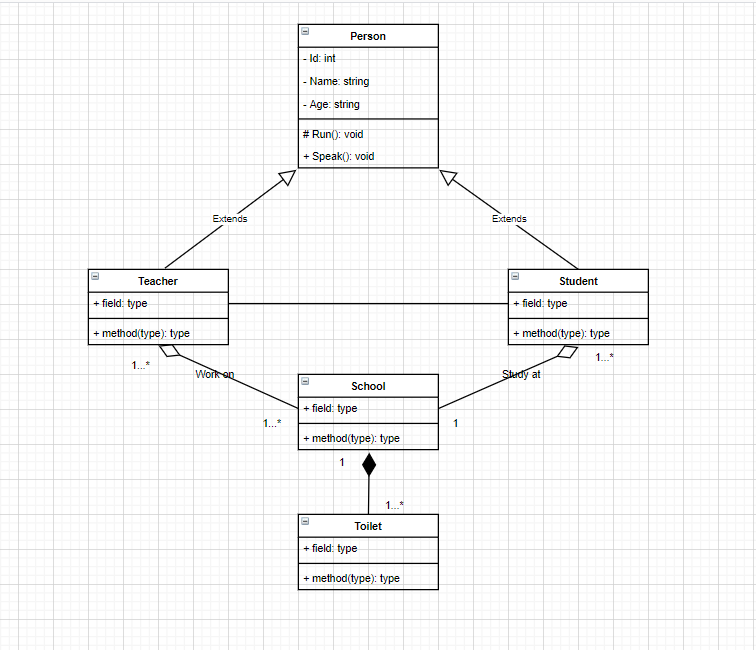 Person
- Id: int
- Name: string
- Age: string
# Run(): void
+ Speak(): void
Extends
Extends
Teacher
+ field: type
+ method(type): type
Student
+ field: type
+ method(type): type
1...*
Work on
1...*
Study at
1...*
1
School
+ field: type
+ method(type): type
1
1...*
Toilet
+ field: type
+ method(type): type